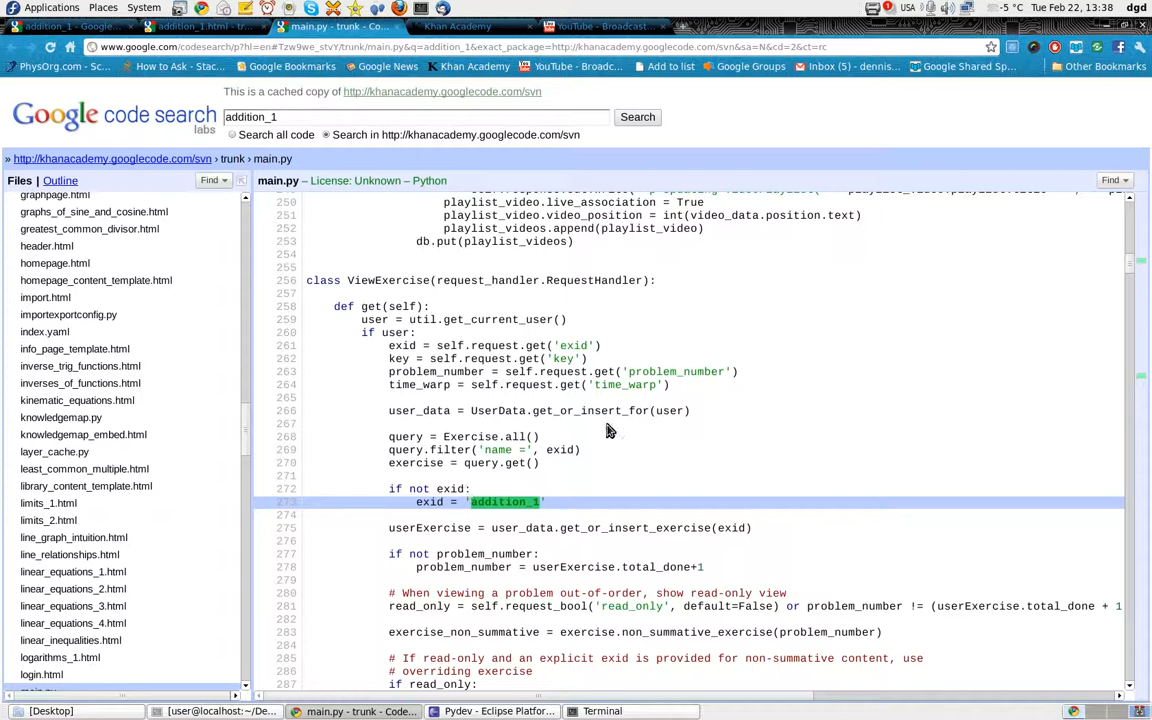 Applications Places System
1
USA
-5 °C
Tue Feb 22, 13:38
dgd
addition_1 - Google...
addition_1.html - tr...
main.py - trunk - Co...
Khan Academy
YouTube - Broadcast...
www.google.com/codesearch/p?hl=en#Tzw9we_stvY/trunk/main.py&q=addition_1&exact_package=http://khanacademy.googlecode.com/svn&sa=N&cd=2&ct=rc
PhysOrg.com - Sc...
How to Ask - Stac...
Google Bookmarks
Google News
Khan Academy
YouTube - Broadc...
Add to list
Google Groups
Inbox (5) - dennis...
Google Shared Sp...
Other Bookmarks
This is a cached copy of http://khanacademy.googlecode.com/svn
Google code search labs
addition_1
Search
Search all code
Search in http://khanacademy.googlecode.com/svn
» http://khanacademy.googlecode.com/svn › trunk › main.py
Files | Outline
Find
main.py – License: Unknown – Python
Find
graphpage.html
graphs_of_sine_and_cosine.html
greatest_common_divisor.html
header.html
homepage.html
homepage_content_template.html
import.html
importexportconfig.py
index.yaml
info_page_template.html
inverse_trig_functions.html
inverses_of_functions.html
kinematic_equations.html
knowledgemap.py
knowledgemap_embed.html
layer_cache.py
least_common_multiple.html
library_content_template.html
limits_1.html
limits_2.html
line_graph_intuition.html
line_relationships.html
linear_equations_1.html
linear_equations_2.html
linear_equations_3.html
linear_equations_4.html
linear_inequalities.html
logarithms_1.html
login.html
main.py
250 playlist_video.live_association = True
251 playlist_video.video_position = int(video_data.position.text)
252 playlist_videos.append(playlist_video)
253 db.put(playlist_videos)
254
255
256 class ViewExercise(request_handler.RequestHandler):
257
258 def get(self):
259 user = util.get_current_user()
260 if user:
261 exid = self.request.get('exid')
262 key = self.request.get('key')
263 problem_number = self.request.get('problem_number')
264 time_warp = self.request.get('time_warp')
265
266 user_data = UserData.get_or_insert_for(user)
267
268 query = Exercise.all()
269 query.filter('name =', exid)
270 exercise = query.get()
271
272 if not exid:
273 exid = 'addition_1'
274
275 userExercise = user_data.get_or_insert_exercise(exid)
276
277 if not problem_number:
278 problem_number = userExercise.total_done+1
279
280 # When viewing a problem out-of-order, show read-only view
281 read_only = self.request_bool('read_only', default=False) or problem_number != (userExercise.total_done + 1
282
283 exercise_non_summative = exercise.non_summative_exercise(problem_number)
284
285 # If read-only and an explicit exid is provided for non-summative content, use
286 # overriding exercise
287 if read_only:
[Desktop]
[user@localhost:~/De...
main.py - trunk - Code...
Pydev - Eclipse Platfor...
Terminal